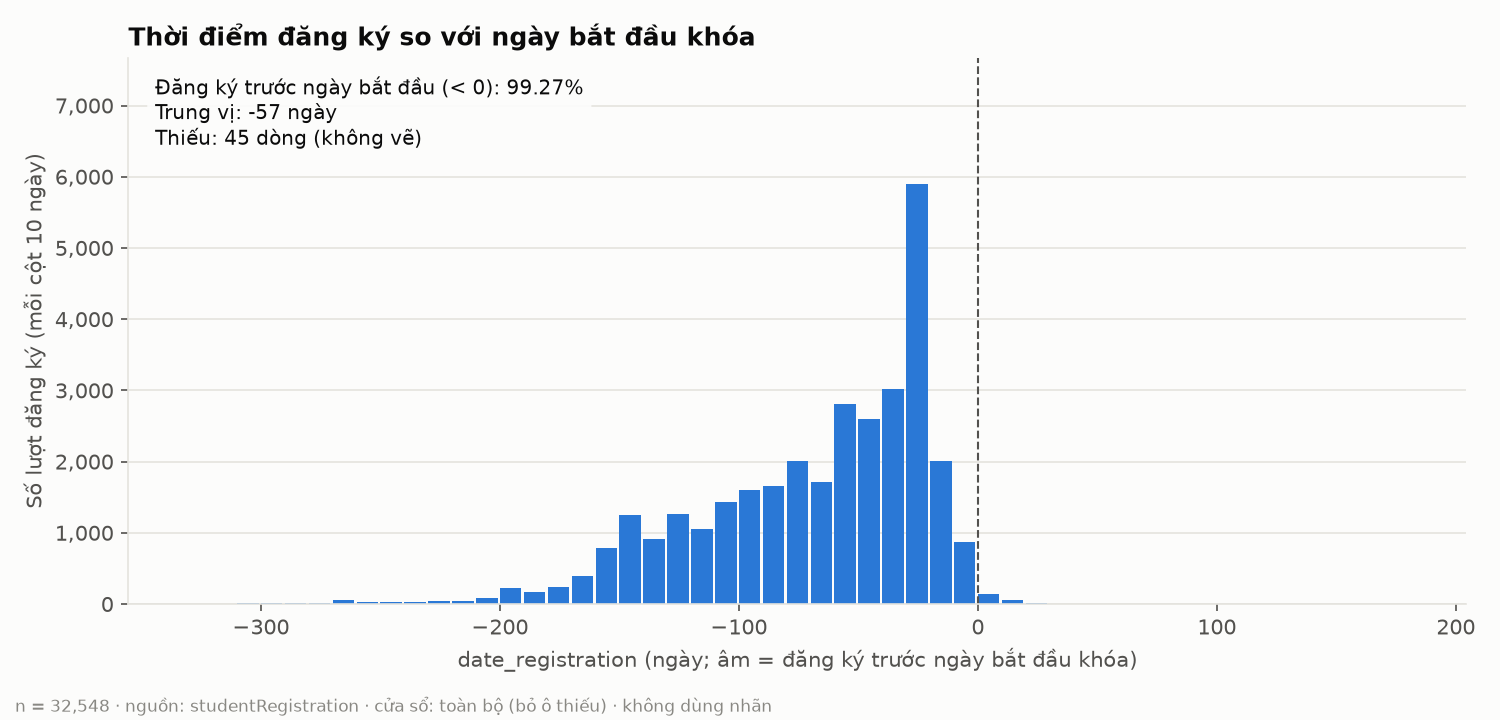 Thời điểm đăng ký so với ngày bắt đầu khóa
Đăng ký trước ngày bắt đầu (< 0): 99.27%
Trung vị: -57 ngày
Thiếu: 45 dòng (không vẽ)
Số lượt đăng ký (mỗi cột 10 ngày)
7,000
6,000
5,000
4,000
3,000
2,000
1,000
0
−300
−200
−100
0
100
200
date_registration (ngày; âm = đăng ký trước ngày bắt đầu khóa)
n = 32,548 · nguồn: studentRegistration · cửa sổ: toàn bộ (bỏ ô thiếu) · không dùng nhãn